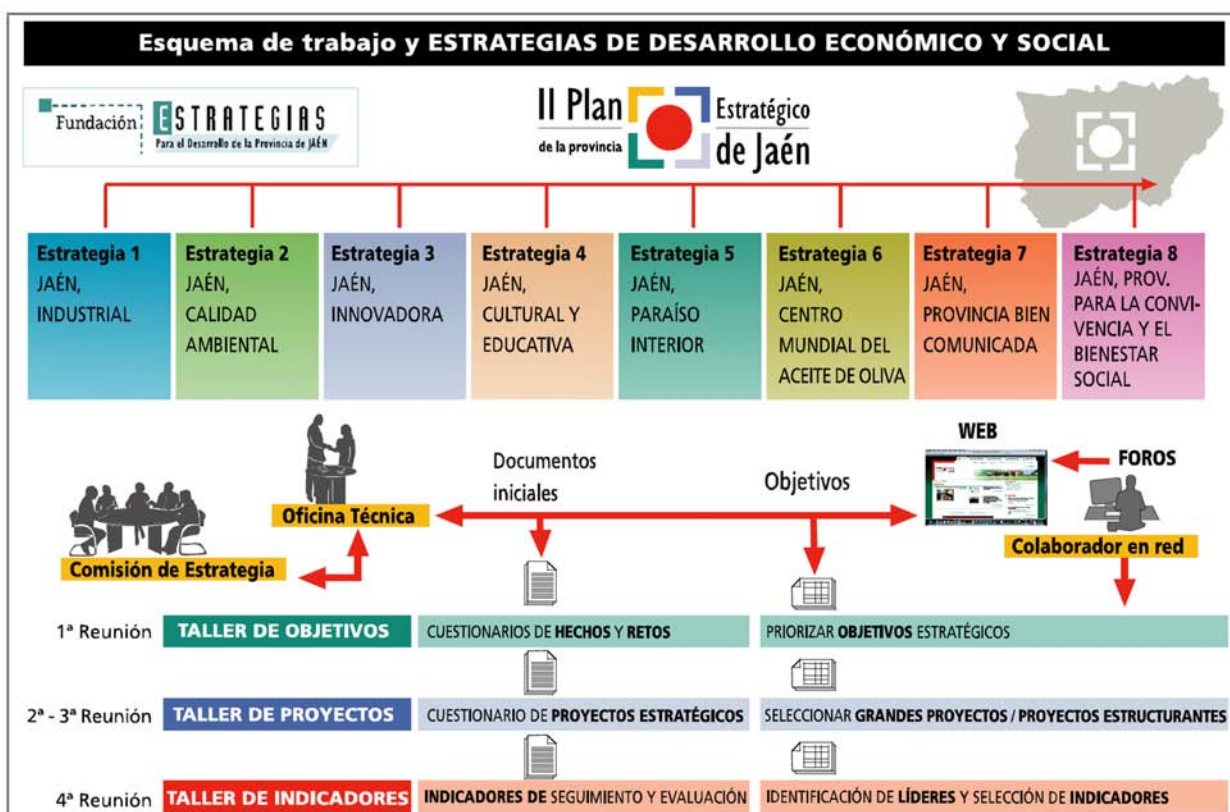 Esquema de trabajo y ESTRATEGIAS DE DESARROLLO ECONÓMICO Y SOCIAL
Fundación ESTRATEGIAS
Para el Desarrollo de la Provincia de JAÉN
II Plan Estratégico
de la provincia de Jaén
Estrategia 1
JAÉN,
INDUSTRIAL
Estrategia 2
JAÉN,
CALIDAD
AMBIENTAL
Estrategia 3
JAÉN,
INNOVADORA
Estrategia 4
JAÉN,
CULTURAL Y
EDUCATIVA
Estrategia 5
JAÉN,
PARAÍSO
INTERIOR
Estrategia 6
JAÉN,
CENTRO
MUNDIAL DEL
ACEITE DE OLIVA
Estrategia 7
JAÉN,
PROVINCIA BIEN
COMUNICADA
Estrategia 8
JAÉN, PROV.
PARA LA CONVI-
VENCIA Y EL
BIENESTAR
SOCIAL
WEB
FOROS
Documentos
iniciales
Objetivos
Oficina Técnica
Colaborador en red
Comisión de Estrategia
1ª Reunión
TALLER DE OBJETIVOS
CUESTIONARIOS DE HECHOS Y RETOS
PRIORIZAR OBJETIVOS ESTRATÉGICOS
2ª - 3ª Reunión
TALLER DE PROYECTOS
CUESTIONARIO DE PROYECTOS ESTRATÉGICOS
SELECCIONAR GRANDES PROYECTOS / PROYECTOS ESTRUCTURANTES
4ª Reunión
TALLER DE INDICADORES
INDICADORES DE SEGUIMIENTO Y EVALUACIÓN
IDENTIFICACIÓN DE LÍDERES Y SELECCIÓN DE INDICADORES